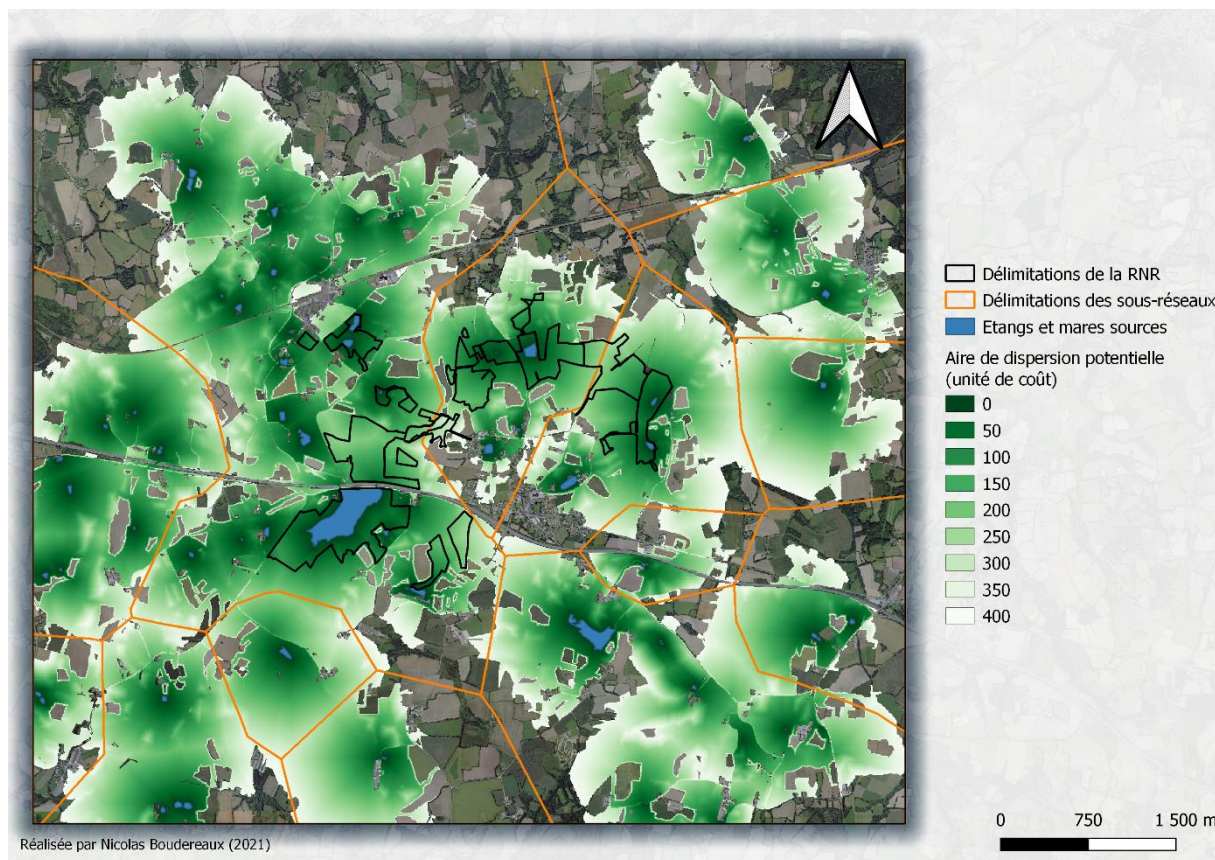 Délimitations de la RNR
Délimitations des sous-réseaux
Etangs et mares sources
Aire de dispersion potentielle
(unité de coût)
0
50
100
150
200
250
300
350
400
0 750 1 500 m
Réalisée par Nicolas Boudereaux (2021)